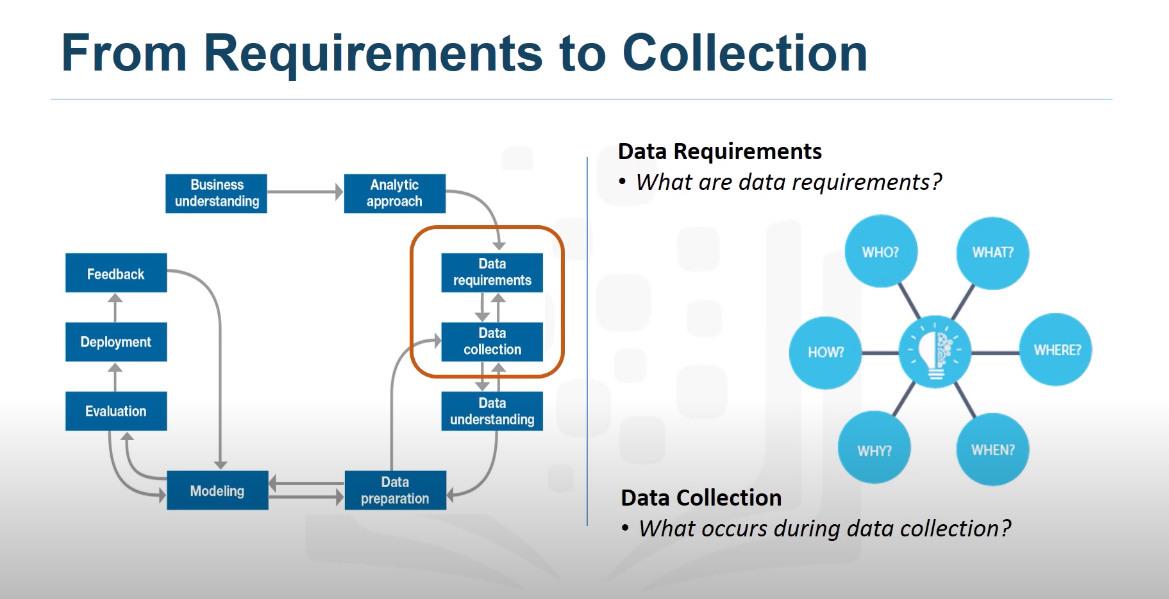 From Requirements to Collection
Business
understanding
Analytic
approach
Feedback
Data
requirements
Deployment
Data
collection
Evaluation
Data
understanding
Modeling
Data
preparation
Data Requirements
• What are data requirements?
WHO?
WHAT?
HOW?
WHERE?
WHY?
WHEN?
Data Collection
• What occurs during data collection?